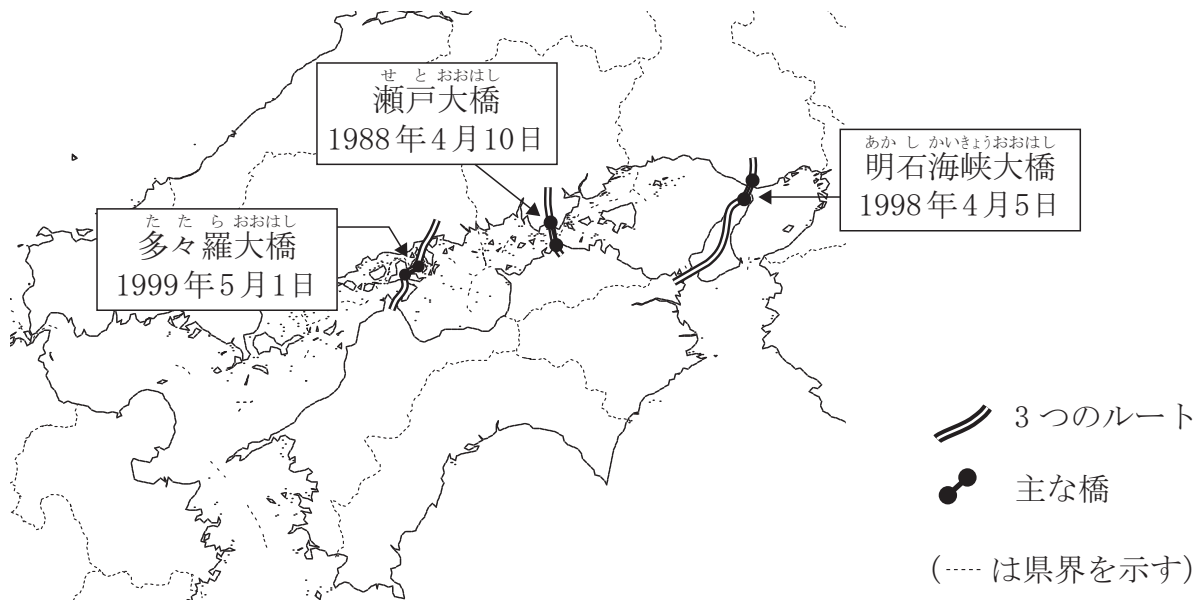 せとおおはし
瀬戸大橋
1988年4月10日
あかしかいきょうおおはし
明石海峡大橋
1998年4月5日
たたらおおはし
多々羅大橋
1999年5月1日
3つのルート
主な橋
(----は県界を示す)